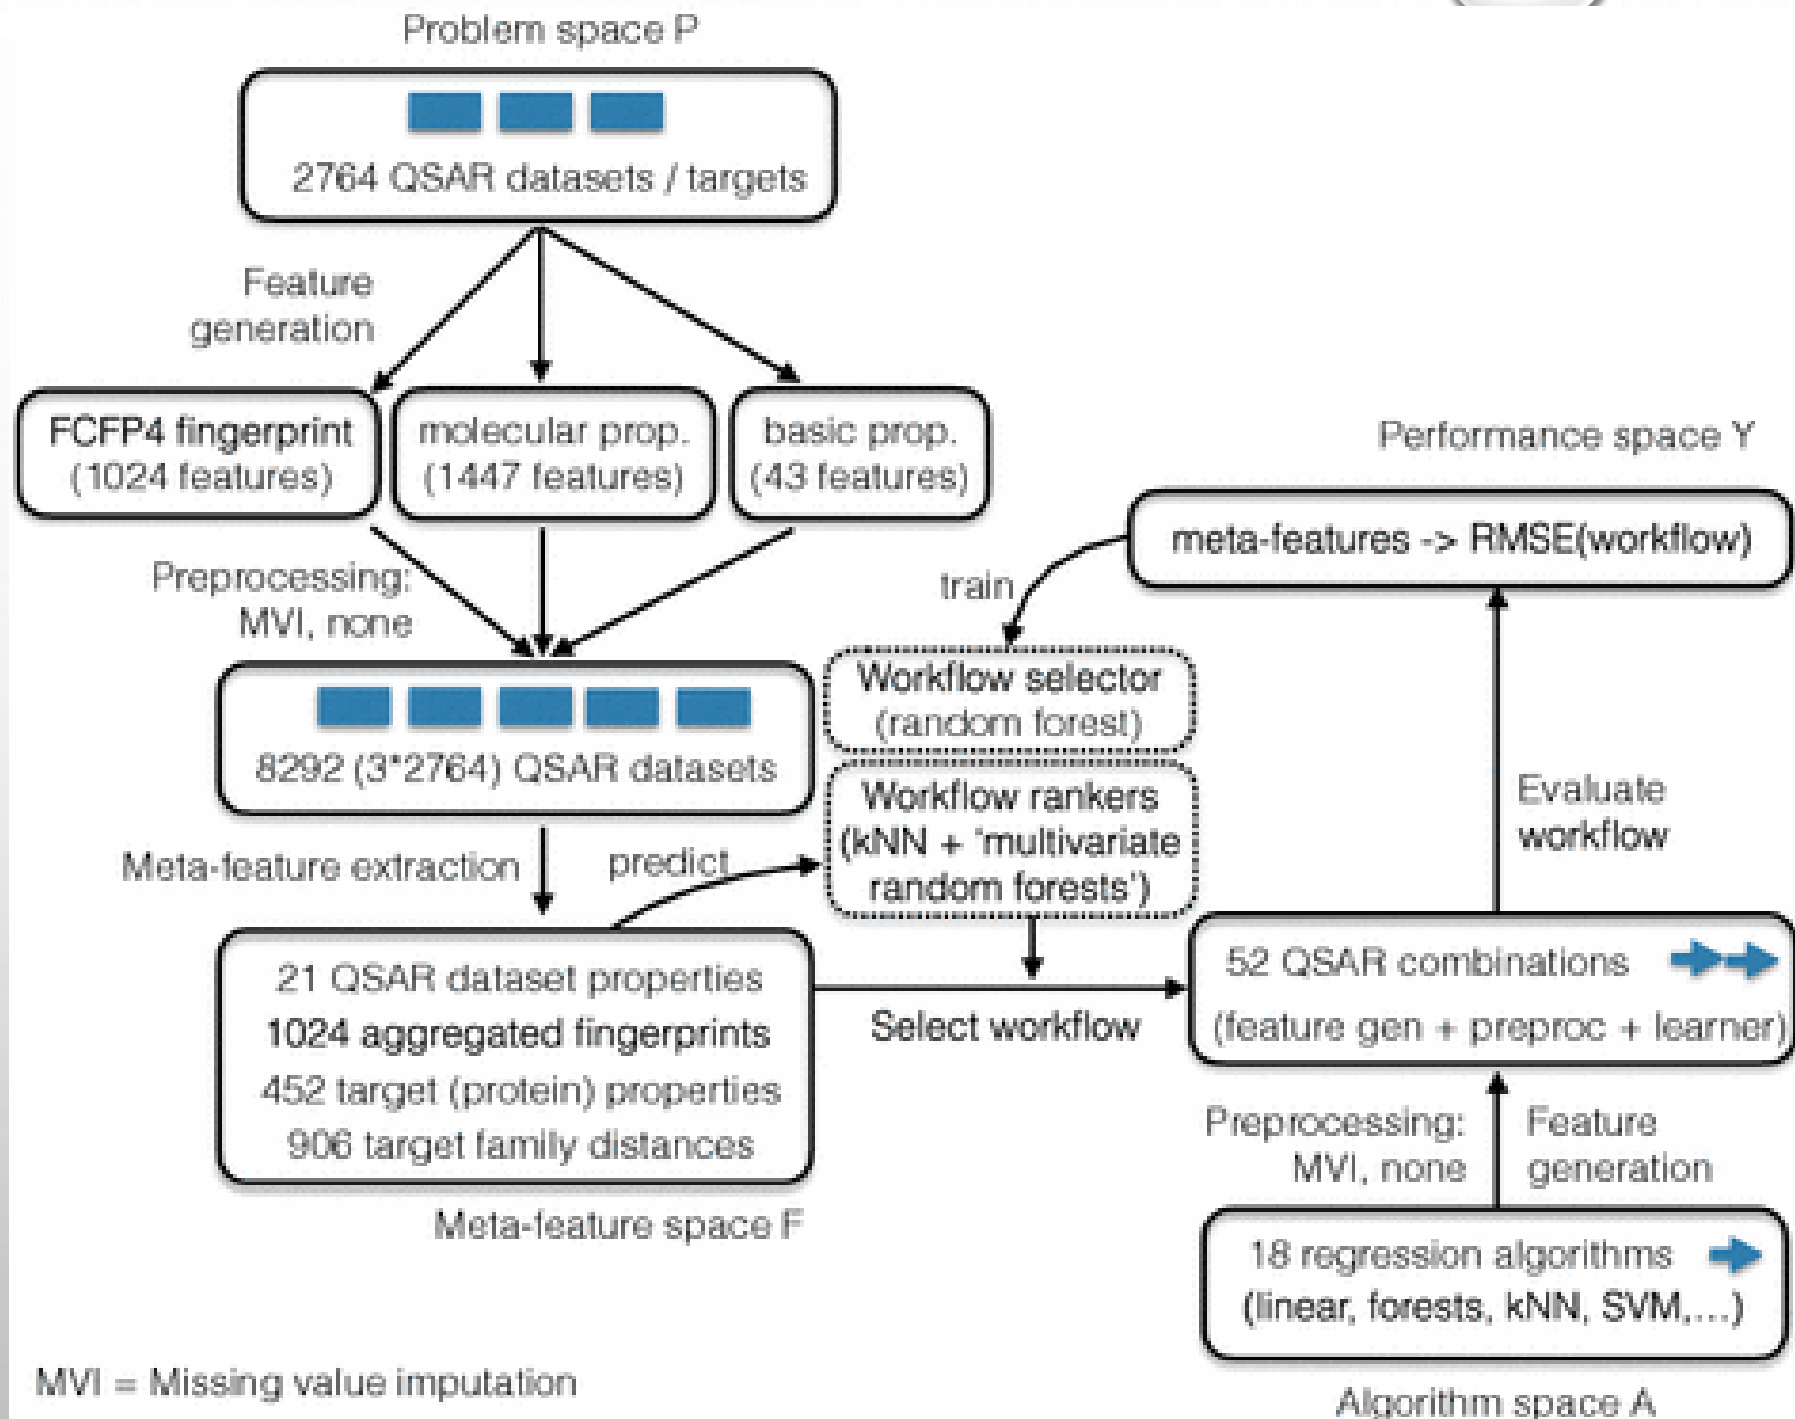 Problem space P
2764 QSAR datasets / targets
Feature
generation
FCFP4 fingerprint
(1024 features)
molecular prop.
(1447 features)
basic prop.
(43 features)
Preprocessing:
MVI, none
8292 (3*2764) QSAR datasets
Meta-feature extraction
predict
21 QSAR dataset properties
1024 aggregated fingerprints
452 target (protein) properties
906 target family distances
Meta-feature space F
Performance space Y
meta-features -> RMSE(workflow)
train
Workflow selector
(random forest)
Workflow rankers
(kNN + 'multivariate
random forests')
Select workflow
Evaluate
workflow
52 QSAR combinations
(feature gen + preproc + learner)
Preprocessing:
MVI, none
Feature
generation
18 regression algorithms
(linear, forests, kNN, SVM,...)
Algorithm space A
MVI = Missing value imputation